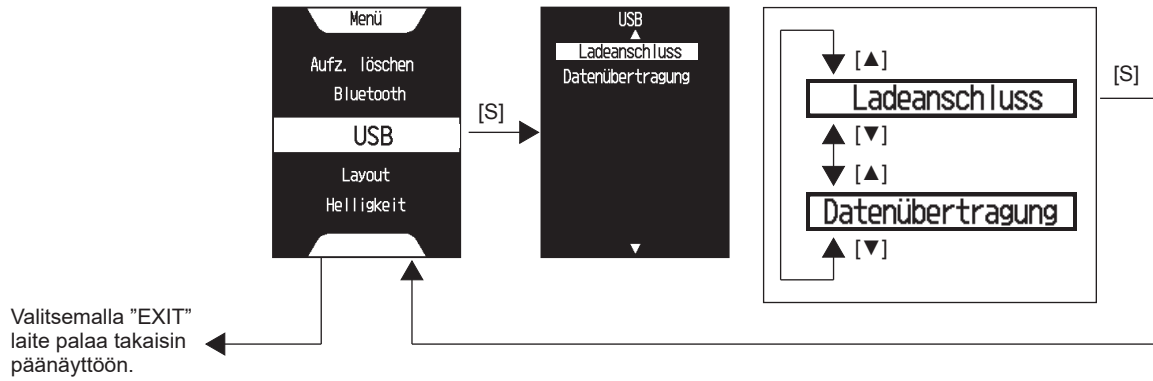 Menü
Aufz. löschen
Bluetooth
USB
Layout
Helligkeit
[S]
USB
▲
Ladeanschluss
Datenübertragung
▼
[▲]
Ladeanschluss
[▼]
[▲]
Datenübertragung
[▼]
[S]
Valitsemalla ”EXIT”
laite palaa takaisin
päänäyttöön.